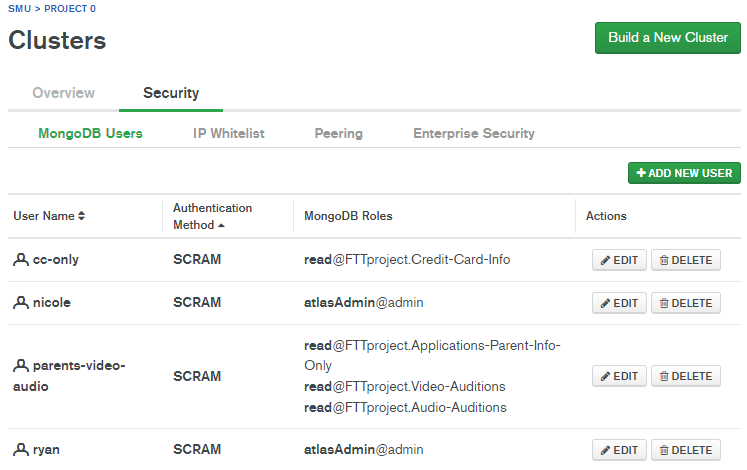 SMU > PROJECT 0
Clusters
Build a New Cluster
Overview
Security
MongoDB Users
IP Whitelist
Peering
Enterprise Security
+ ADD NEW USER
User Name
Authentication
Method
MongoDB Roles
Actions
cc-only
SCRAM
read@FTTproject.Credit-Card-Info
EDIT
DELETE
nicole
SCRAM
atlasAdmin@admin
EDIT
DELETE
parents-video-
audio
SCRAM
read@FTTproject.Applications-Parent-Info-
Only
read@FTTproject.Video-Auditions
read@FTTproject.Audio-Auditions
EDIT
DELETE
ryan
SCRAM
atlasAdmin@admin
EDIT
DELETE